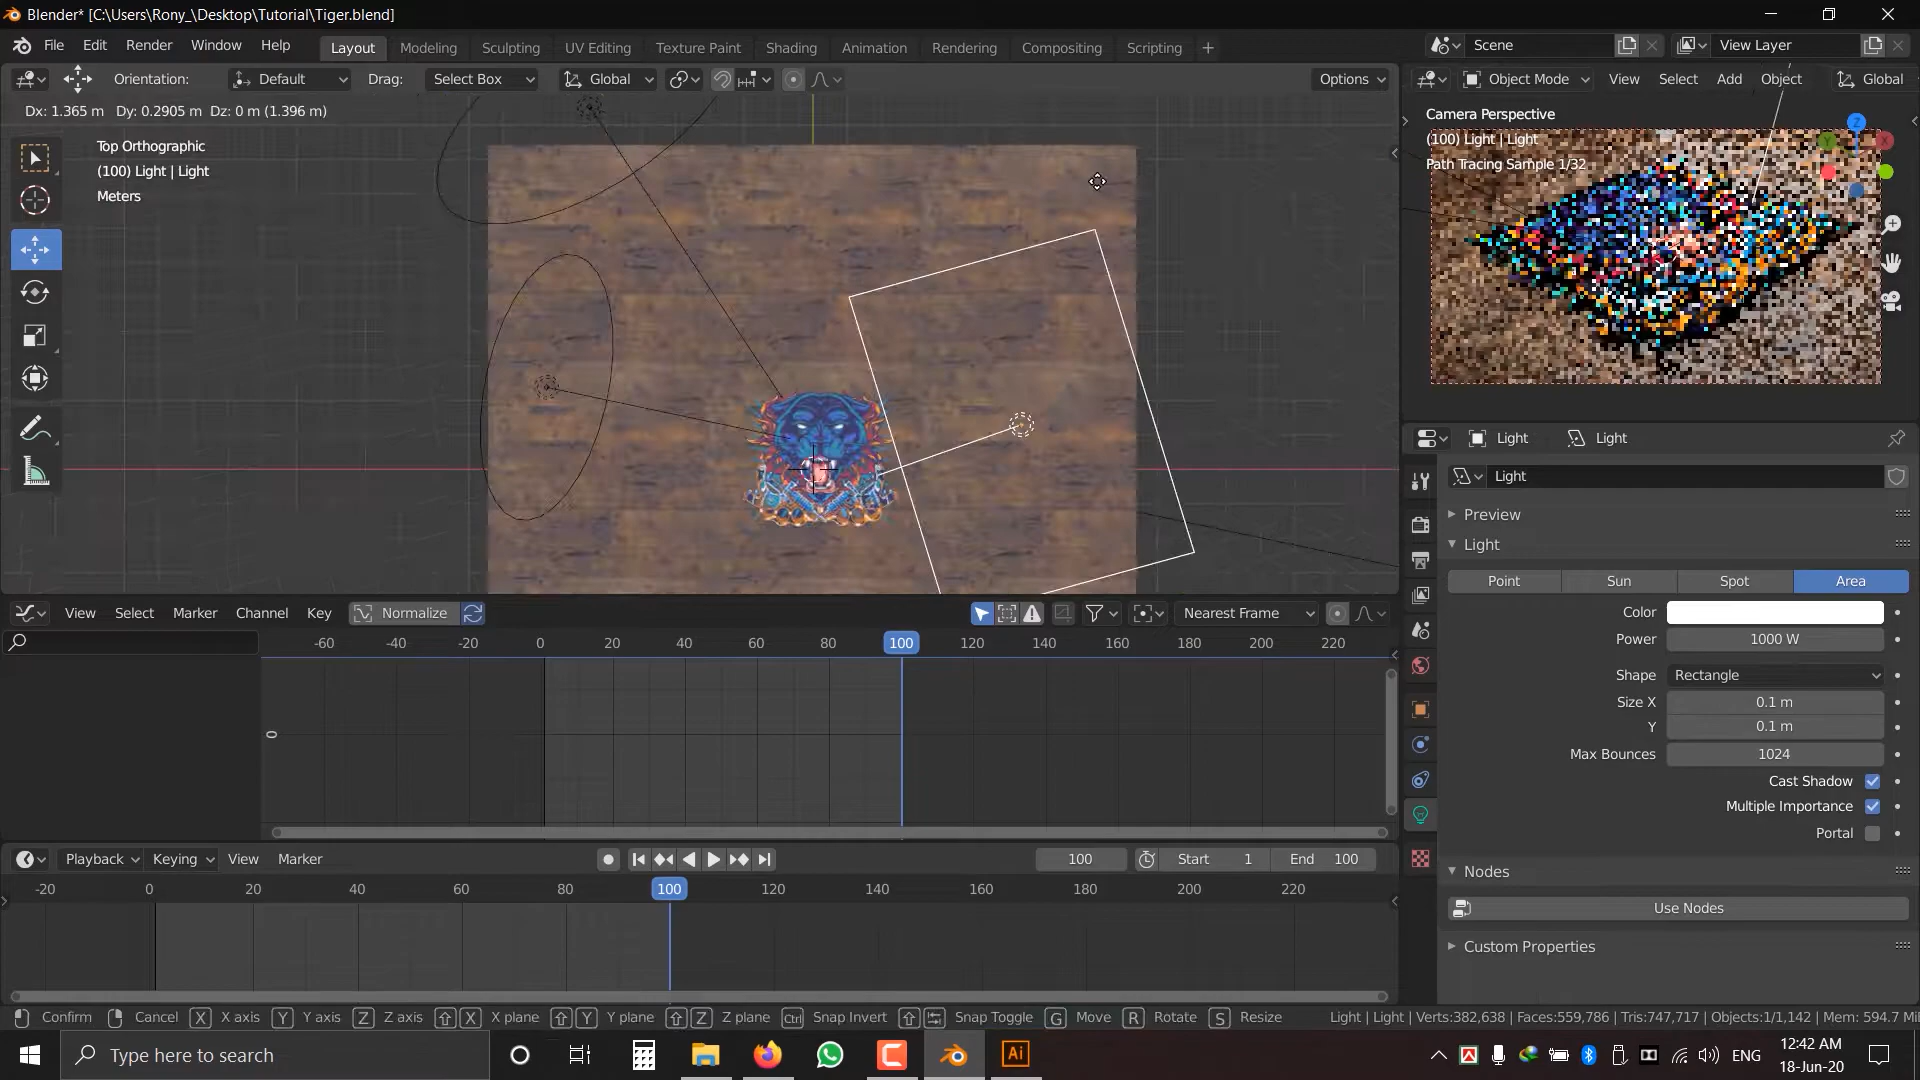 Blender* [C:\Users\Rony_\Desktop\Tutorial\Tiger.blend]
File Edit Render Window Help Layout Modeling Sculpting UV Editing Texture Paint Shading Animation Rendering Compositing Scripting + Scene View Layer
Orientation: Default Drag: Select Box Global Options Object Mode View Select Add Object Global
Dx: 1.365 m Dy: 0.2905 m Dz: 0 m (1.396 m)
Top Orthographic
(100) Light | Light
Meters
Camera Perspective
(100) Light | Light
Path Tracing Sample 1/32
Z
Y
Light Light
Light
Preview
Light
Point Sun Spot Area
Color
Power 1000 W
Shape Rectangle
Size X 0.1 m
Y 0.1 m
Max Bounces 1024
Cast Shadow
Multiple Importance
Portal
Nodes
Use Nodes
Custom Properties
View Select Marker Channel Key Normalize Nearest Frame
-60 -40 -20 0 20 40 60 80 100 120 140 160 180 200 220
0
Playback Keying View Marker 100 Start 1 End 100
-20 0 20 40 60 80 100 120 140 160 180 200 220
Confirm Cancel X X axis Y Y axis Z Z axis X X plane Y Y plane Z Z plane Ctrl Snap Invert Snap Toggle G Move R Rotate S Resize Light | Light | Verts:382,638 | Faces:559,786 | Tris:747,717 | Objects:1/1,142 | Mem: 594.7 Mi
Type here to search Ai ENG 12:42 AM
18-Jun-20